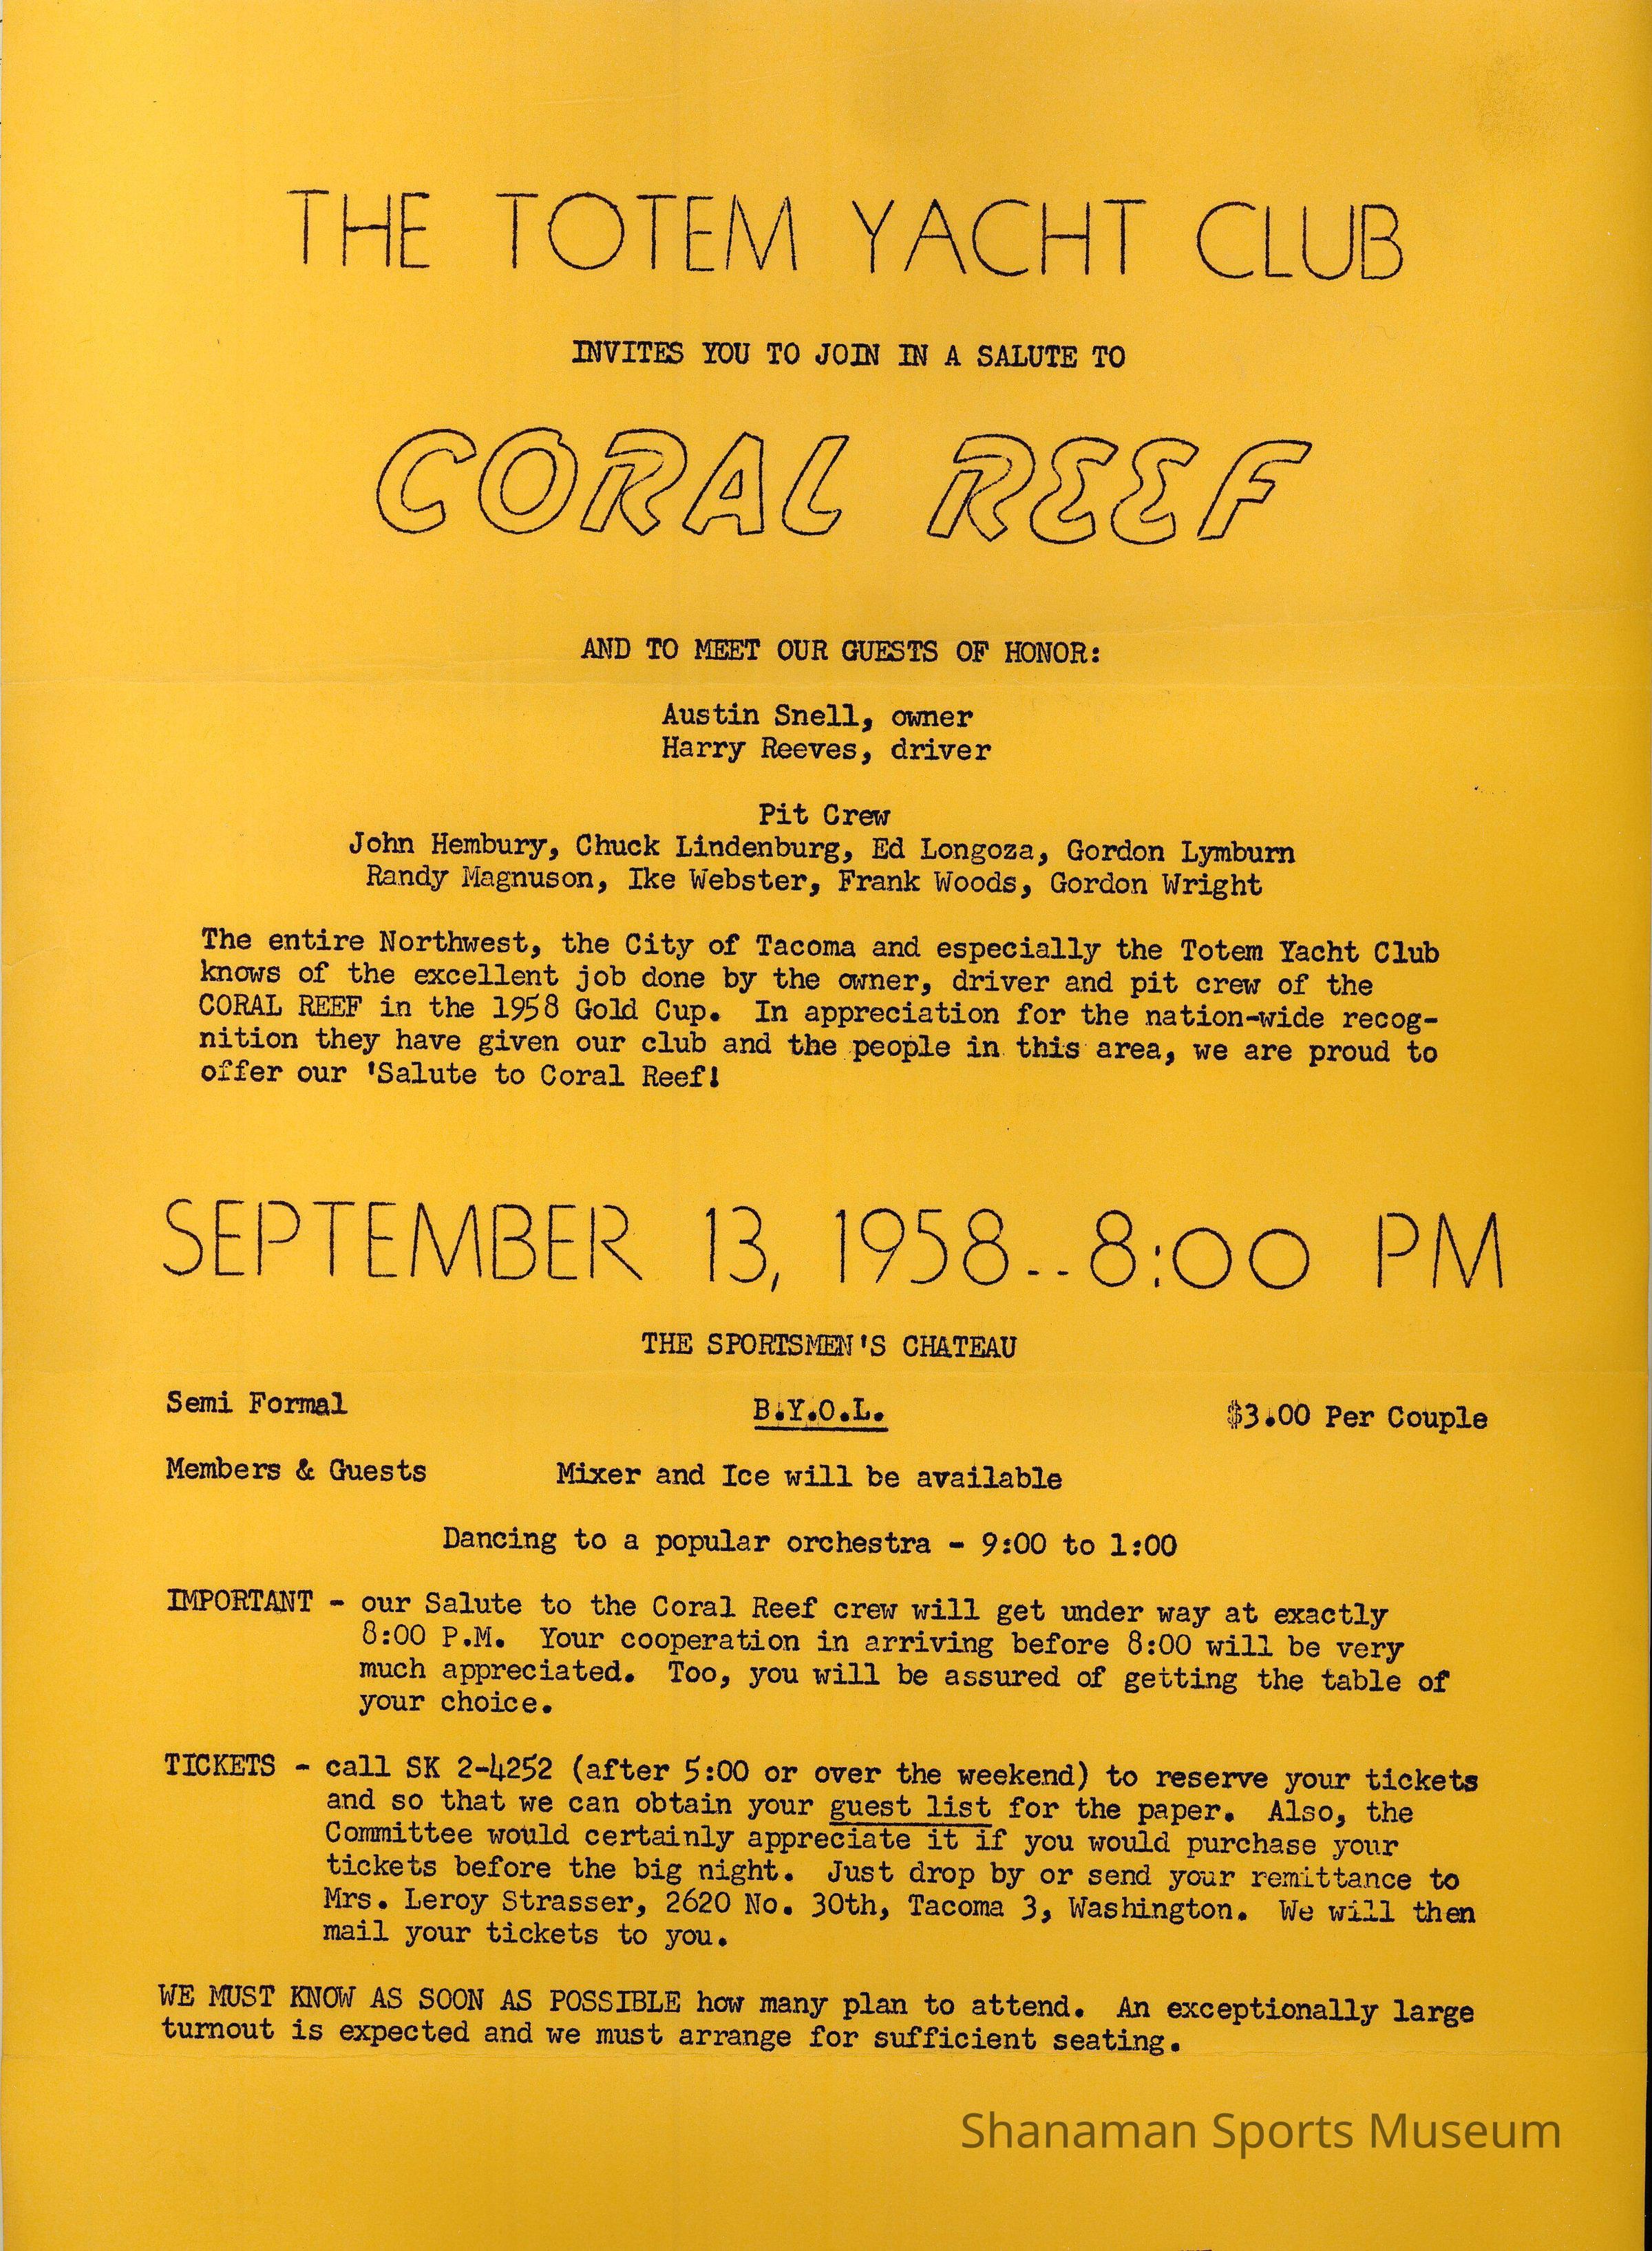 THE TOTEM YACHT CLUB
INVITES YOU TO JOIN IN A SALUTE TO
CORAL REEF
AND TO MEET OUR GUESTS OF HONOR:
Austin Snell, owner
Harry Reeves, driver
Pit Crew
John Hembury, Chuck Lindenburg, Ed Longoza, Gordon Lymburn
Randy Magnuson, Ike Webster, Frank Woods, Gordon Wright
The entire Northwest, the City of Tacoma and especially the Totem Yacht Club
knows of the excellent job done by the owner, driver and pit crew of the
CORAL REEF in the 1958 Gold Cup. In appreciation for the nation-wide recog-
nition they have given our club and the people in this area, we are proud to
offer our 'Salute to Coral Reef!
SEPTEMBER 13, 1958--8:00 PM
THE SPORTSMEN'S CHATEAU
Semi Formal B.Y.O.L. $3.00 Per Couple
Members & Guests Mixer and Ice will be available
Dancing to a popular orchestra - 9:00 to 1:00
IMPORTANT - our Salute to the Coral Reef crew will get under way at exactly
8:00 P.M. Your cooperation in arriving before 8:00 will be very
much appreciated. Too, you will be assured of getting the table of
your choice.
TICKETS - call SK 2-4252 (after 5:00 or over the weekend) to reserve your tickets
and so that we can obtain your guest list for the paper. Also, the
Committee would certainly appreciate it if you would purchase your
tickets before the big night. Just drop by or send your remittance to
Mrs. Leroy Strasser, 2620 No. 30th, Tacoma 3, Washington. We will then
mail your tickets to you.
WE MUST KNOW AS SOON AS POSSIBLE how many plan to attend. An exceptionally large
turnout is expected and we must arrange for sufficient seating.
Shanaman Sports Museum